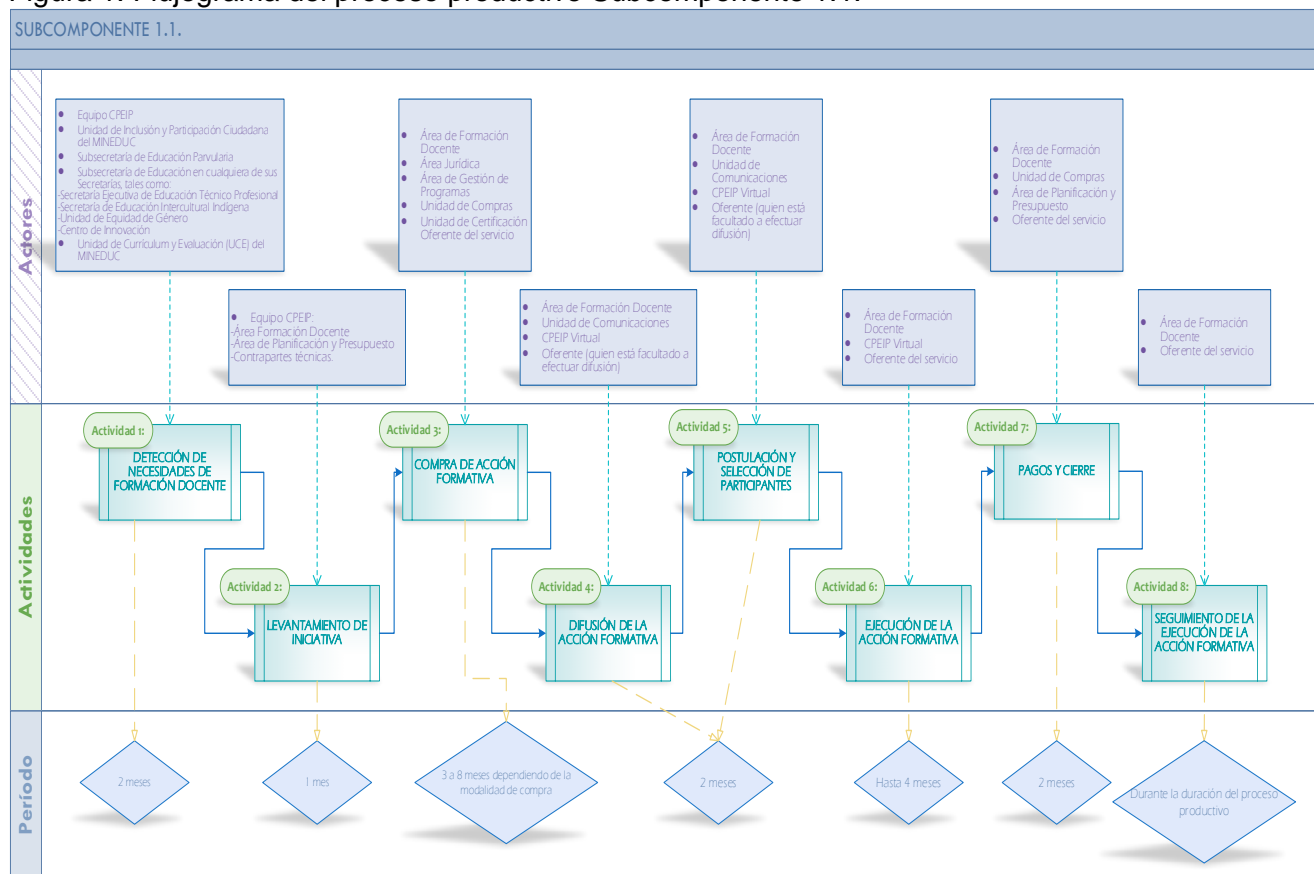 Figura 1. Flujograma del proceso productivo Subcomponente 1.1.
SUBCOMPONENTE 1.1.
Actores
Equipo CPEIP
Unidad de Inclusión y Participación Ciudadana
del MINEDUC
Subsecretaría de Educación Parvularia
Subsecretaría de Educación en cualquiera de sus
Secretarías, tales como:
-Secretaría Ejecutiva de Educación Técnico Profesional
-Secretaría de Educación Intercultural Indígena
-Unidad de Equidad de Género
-Centro de Innovación
Unidad de Currículum y Evaluación (UCE) del
MINEDUC
Equipo CPEIP:
-Área Formación Docente
-Área de Planificación y Presupuesto
-Contrapartes técnicas.
Área de Formación
Docente
Área Jurídica
Área de Gestión de
Programas
Unidad de Compras
Unidad de Certificación
Oferente del servicio
Área de Formación Docente
Unidad de Comunicaciones
CPEIP Virtual
Oferente (quien está facultado a
efectuar difusión)
Área de Formación
Docente
Unidad de
Comunicaciones
CPEIP Virtual
Oferente (quien está
facultado a efectuar
difusión)
Área de Formación
Docente
CPEIP Virtual
Oferente del servicio
Área de Formación
Docente
Unidad de Compras
Área de Planificación y
Presupuesto
Oferente del servicio
Área de Formación
Docente
Oferente del servicio
Actividades
Actividad 1:
DETECCIÓN DE
NECESIDADES DE
FORMACIÓN DOCENTE
Actividad 2:
LEVANTAMIENTO DE
INICIATIVA
Actividad 3:
COMPRA DE ACCIÓN
FORMATIVA
Actividad 4:
DIFUSIÓN DE LA
ACCIÓN FORMATIVA
Actividad 5:
POSTULACIÓN Y
SELECCIÓN DE
PARTICIPANTES
Actividad 6:
EJECUCIÓN DE LA
ACCIÓN FORMATIVA
Actividad 7:
PAGOS Y CIERRE
Actividad 8:
SEGUIMIENTO DE LA
EJECUCIÓN DE LA
ACCIÓN FORMATIVA
Período
2 meses
1 mes
3 a 8 meses dependiendo de la
modalidad de compra
2 meses
Hasta 4 meses
2 meses
Durante la duración del proceso
productivo